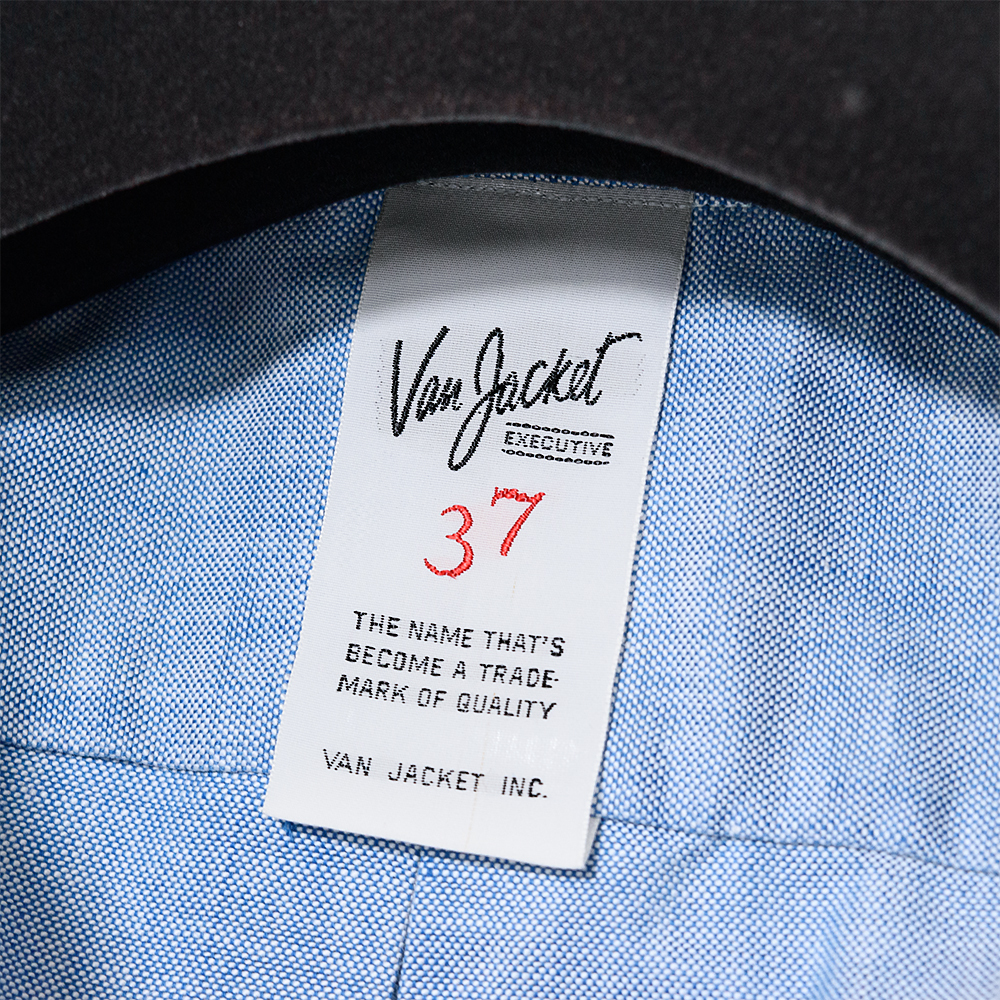 Van Jacket
EXECUTIVE
37
THE NAME THAT'S
BECOME A TRADE-
MARK OF QUALITY
VAN JACKET INC.